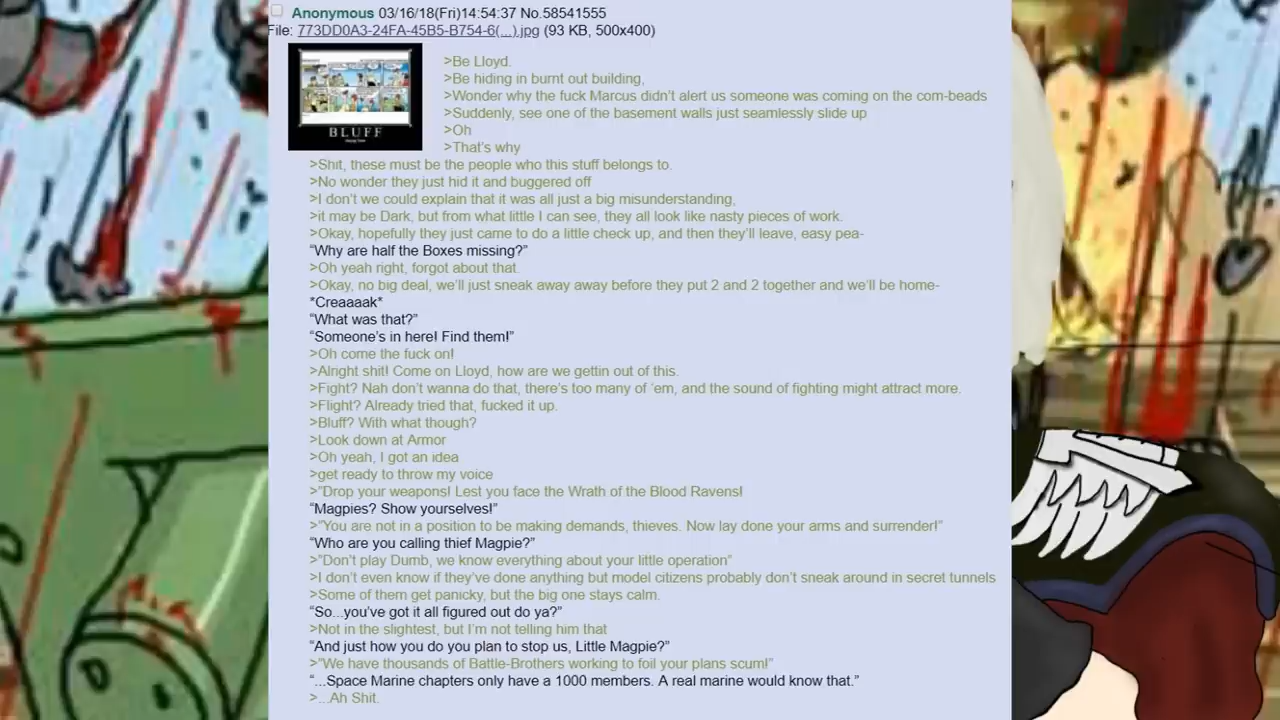 Anonymous 03/16/18(Fri)14:54:37 No.58541555
File: 773DD0A3-24FA-45B5-B754-6(...).jpg (93 KB, 500x400)
BLUFF
>Be Lloyd.
>Be hiding in burnt out building,
>Wonder why the fuck Marcus didn't alert us someone was coming on the com-beads
>Suddenly, see one of the basement walls just seamlessly slide up
>Oh
>That's why
>Shit, these must be the people who this stuff belongs to.
>No wonder they just hid it and buggered off
>I don't we could explain that it was all just a big misunderstanding,
>it may be Dark, but from what little I can see, they all look like nasty pieces of work.
>Okay, hopefully they just came to do a little check up, and then they'll leave, easy pea-
“Why are half the Boxes missing?”
>Oh yeah right, forgot about that.
>Okay, no big deal, we'll just sneak away away before they put 2 and 2 together and we'll be home-
*Creaaaak*
“What was that?”
“Someone's in here! Find them!”
>Oh come the fuck on!
>Alright shit! Come on Lloyd, how are we gettin out of this.
>Fight? Nah don't wanna do that, there's too many of 'em, and the sound of fighting might attract more.
>Flight? Already tried that, fucked it up.
>Bluff? With what though?
>Look down at Armor
>Oh yeah, I got an idea
>get ready to throw my voice
>”Drop your weapons! Lest you face the Wrath of the Blood Ravens!
“Magpies? Show yourselves!”
>”You are not in a position to be making demands, thieves. Now lay done your arms and surrender!”
“Who are you calling thief Magpie?”
>”Don't play Dumb, we know everything about your little operation”
>I don't even know if they've done anything but model citizens probably don't sneak around in secret tunnels
>Some of them get panicky, but the big one stays calm.
“So...you've got it all figured out do ya?”
>Not in the slightest, but I'm not telling him that
“And just how you do you plan to stop us, Little Magpie?”
>”We have thousands of Battle-Brothers working to foil your plans scum!”
“...Space Marine chapters only have a 1000 members. A real marine would know that.”
>...Ah Shit.